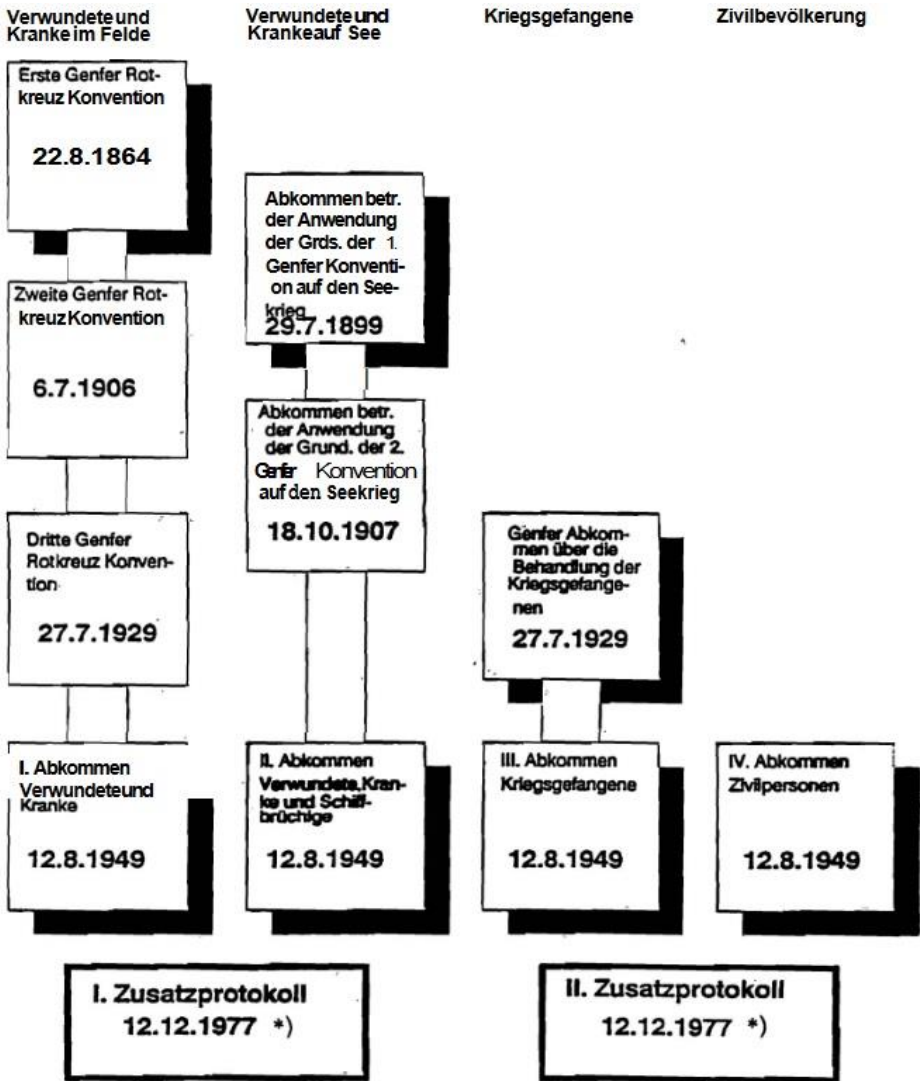 Verwundete und
Kranke im Felde
Verwundete und
Kranke auf See
Kriegsgefangene
Zivilbevölkerung
Erste Genfer Rot-
kreuz Konvention
22.8.1864
Zweite Genfer Rot-
kreuz Konvention
6.7.1906
Dritte Genfer
Rotkreuz Konven-
tion
27.7.1929
I. Abkommen
Verwundete und
Kranke
12.8.1949
Abkommen betr.
der Anwendung
der Grds. der 1.
Genfer Konventi-
on auf den See-
krieg
29.7.1899
Abkommen betr.
der Anwendung
der Grund. der 2.
Genfer Konvention
auf den Seekrieg
18.10.1907
II. Abkommen
Verwundete, Kran-
ke und Schiff-
brüchige
12.8.1949
Genfer Abkom-
men über die
Behandlung der
Kriegsgefange-
nen
27.7.1929
III. Abkommen
Kriegsgefangene
12.8.1949
IV. Abkommen
Zivilpersonen
12.8.1949
I. Zusatzprotokoll
12.12.1977 *)
II. Zusatzprotokoll
12.12.1977 *)